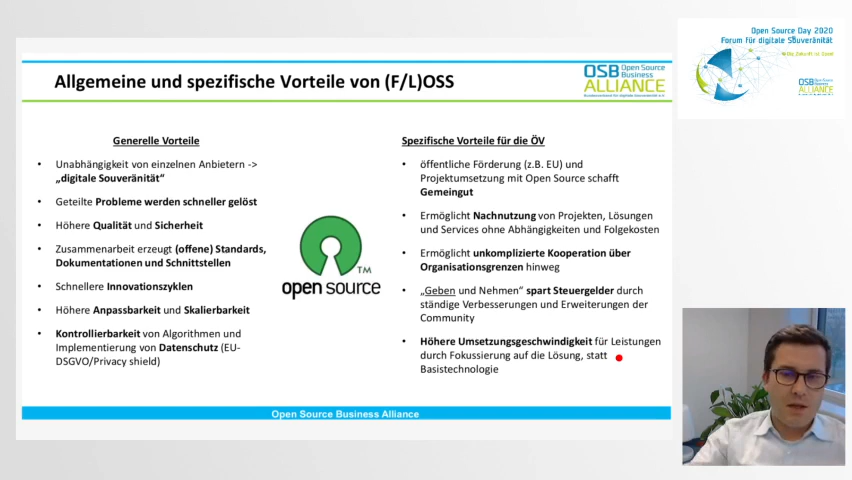 Allgemeine und spezifische Vorteile von (F/L)OSS
OSB Open Source
Business
ALLIANCE
Generelle Vorteile
• Unabhängigkeit von einzelnen Anbietern ->
„digitale Souveränität“
• Geteilte Probleme werden schneller gelöst
• Höhere Qualität und Sicherheit
• Zusammenarbeit erzeugt (offene) Standards,
Dokumentationen und Schnittstellen
• Schnellere Innovationszyklen
• Höhere Anpassbarkeit und Skalierbarkeit
• Kontrollierbarkeit von Algorithmen und
Implementierung von Datenschutz (EU-
DSGVO/Privacy shield)
open source TM
Spezifische Vorteile für die ÖV
• öffentliche Förderung (z.B. EU) und
Projektumsetzung mit Open Source schafft
Gemeingut
• Ermöglicht Nachnutzung von Projekten, Lösungen
und Services ohne Abhängigkeiten und Folgekosten
• Ermöglicht unkomplizierte Kooperation über
Organisationsgrenzen hinweg
• „Geben und Nehmen“ spart Steuergelder durch
ständige Verbesserungen und Erweiterungen der
Community
• Höhere Umsetzungsgeschwindigkeit für Leistungen
durch Fokussierung auf die Lösung, statt
Basistechnologie
Open Source Business Alliance
Open Source Day 2020
Forum für digitale Souveränität
OSB Open Source
Business
ALLIANCE